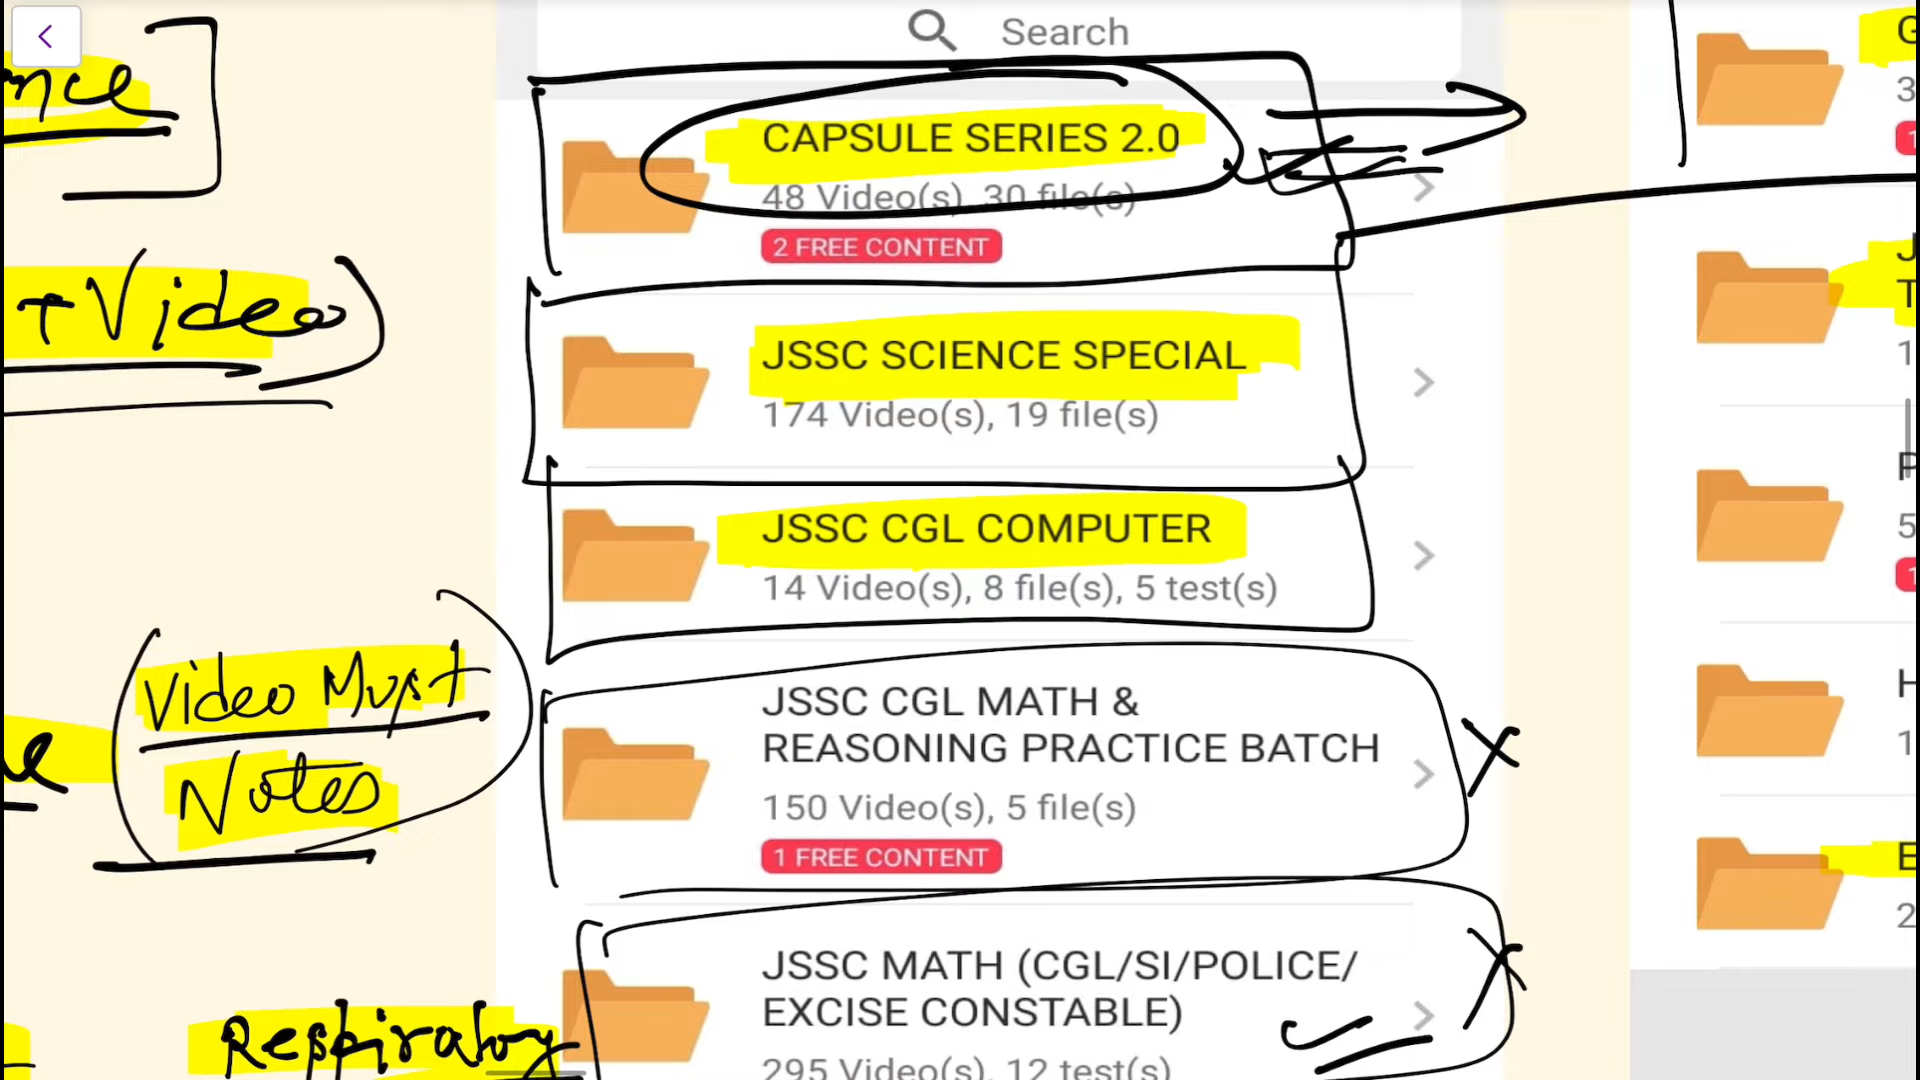 Search
CAPSULE SERIES 2.0
48 Video(s), 30 file(s)
2 FREE CONTENT
+Video
JSSC SCIENCE SPECIAL
174 Video(s), 19 file(s)
JSSC CGL COMPUTER
14 Video(s), 8 file(s), 5 test(s)
Video Must
Notes
JSSC CGL MATH &
REASONING PRACTICE BATCH
150 Video(s), 5 file(s)
1 FREE CONTENT
JSSC MATH (CGL/SI/POLICE/
EXCISE CONSTABLE)
295 Video(s), 12 test(s)
Respiratory